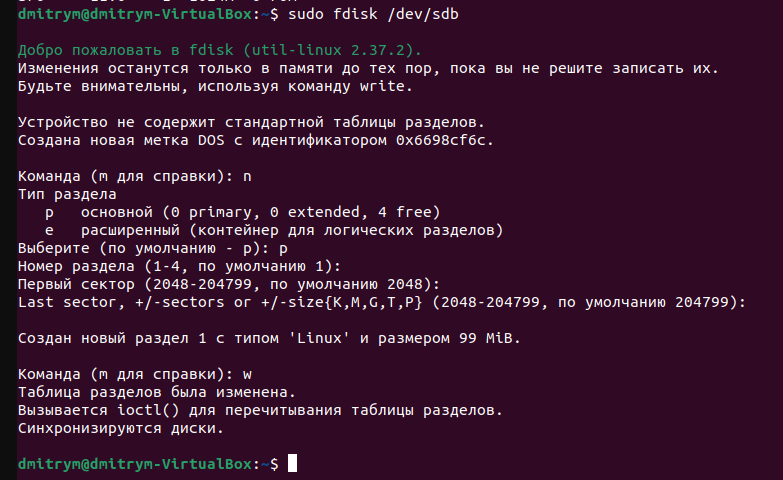 dmitrym@dmitrym-VirtualBox:~$ sudo fdisk /dev/sdb
Добро пожаловать в fdisk (util-linux 2.37.2).
Изменения останутся только в памяти до тех пор, пока вы не решите записать их.
Будьте внимательны, используя команду write.
Устройство не содержит стандартной таблицы разделов.
Создана новая метка DOS с идентификатором 0x6698cf6c.
Команда (m для справки): n
Тип раздела
p   основной (0 primary, 0 extended, 4 free)
e   расширенный (контейнер для логических разделов)
Выберите (по умолчанию - p): p
Номер раздела (1-4, по умолчанию 1):
Первый сектор (2048-204799, по умолчанию 2048):
Last sector, +/-sectors or +/-size{K,M,G,T,P} (2048-204799, по умолчанию 204799):
Создан новый раздел 1 с типом 'Linux' и размером 99 MiB.
Команда (m для справки): w
Таблица разделов была изменена.
Вызывается ioctl() для перечитывания таблицы разделов.
Синхронизируются диски.
dmitrym@dmitrym-VirtualBox:~$